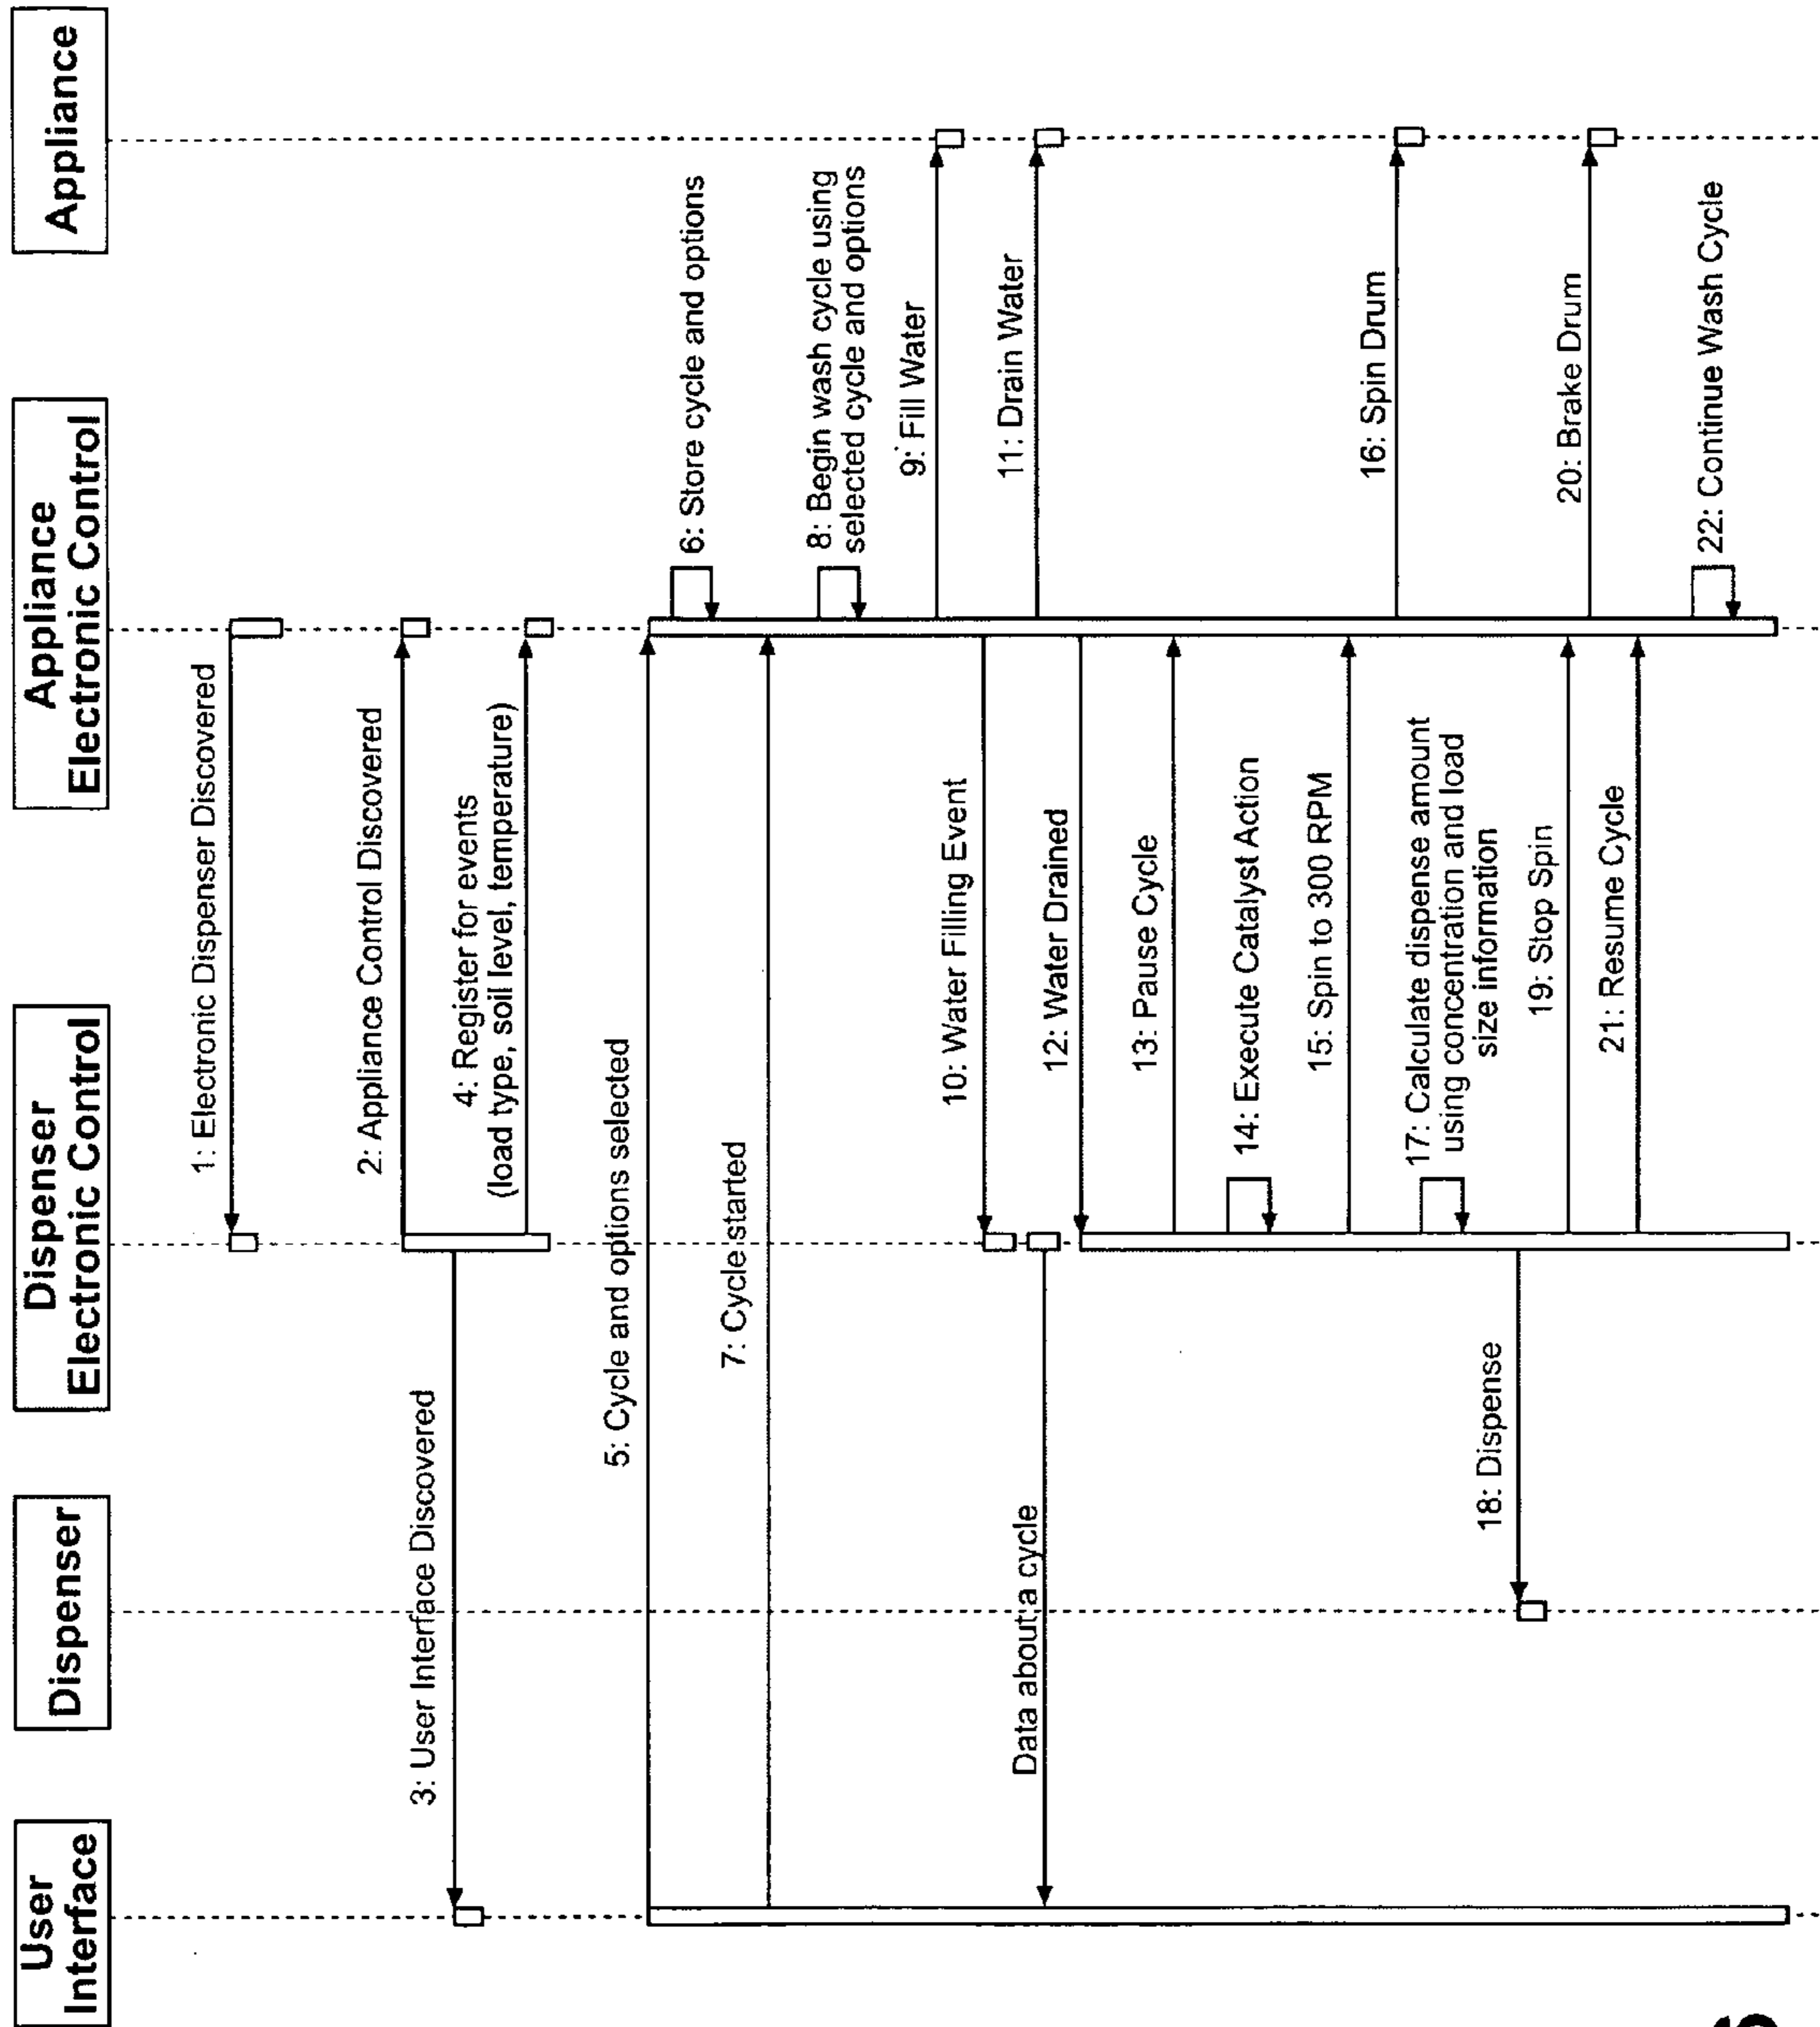 User
Interface
Dispenser
Dispenser
Electronic Control
Appliance
Electronic Control
Appliance
1: Electronic Dispenser Discovered
2: Appliance Control Discovered
3: User Interface Discovered
4: Register for events
(load type, soil level, temperature)
5: Cycle and options selected
6: Store cycle and options
7: Cycle started
8: Begin wash cycle using
selected cycle and options
9: Fill Water
10: Water Filling Event
11: Drain Water
Data about a cycle
12: Water Drained
13: Pause Cycle
14: Execute Catalyst Action
15: Spin to 300 RPM
16: Spin Drum
17: Calculate dispense amount
using concentration and load
size information
18: Dispense
19: Stop Spin
20: Brake Drum
21: Resume Cycle
22: Continue Wash Cycle